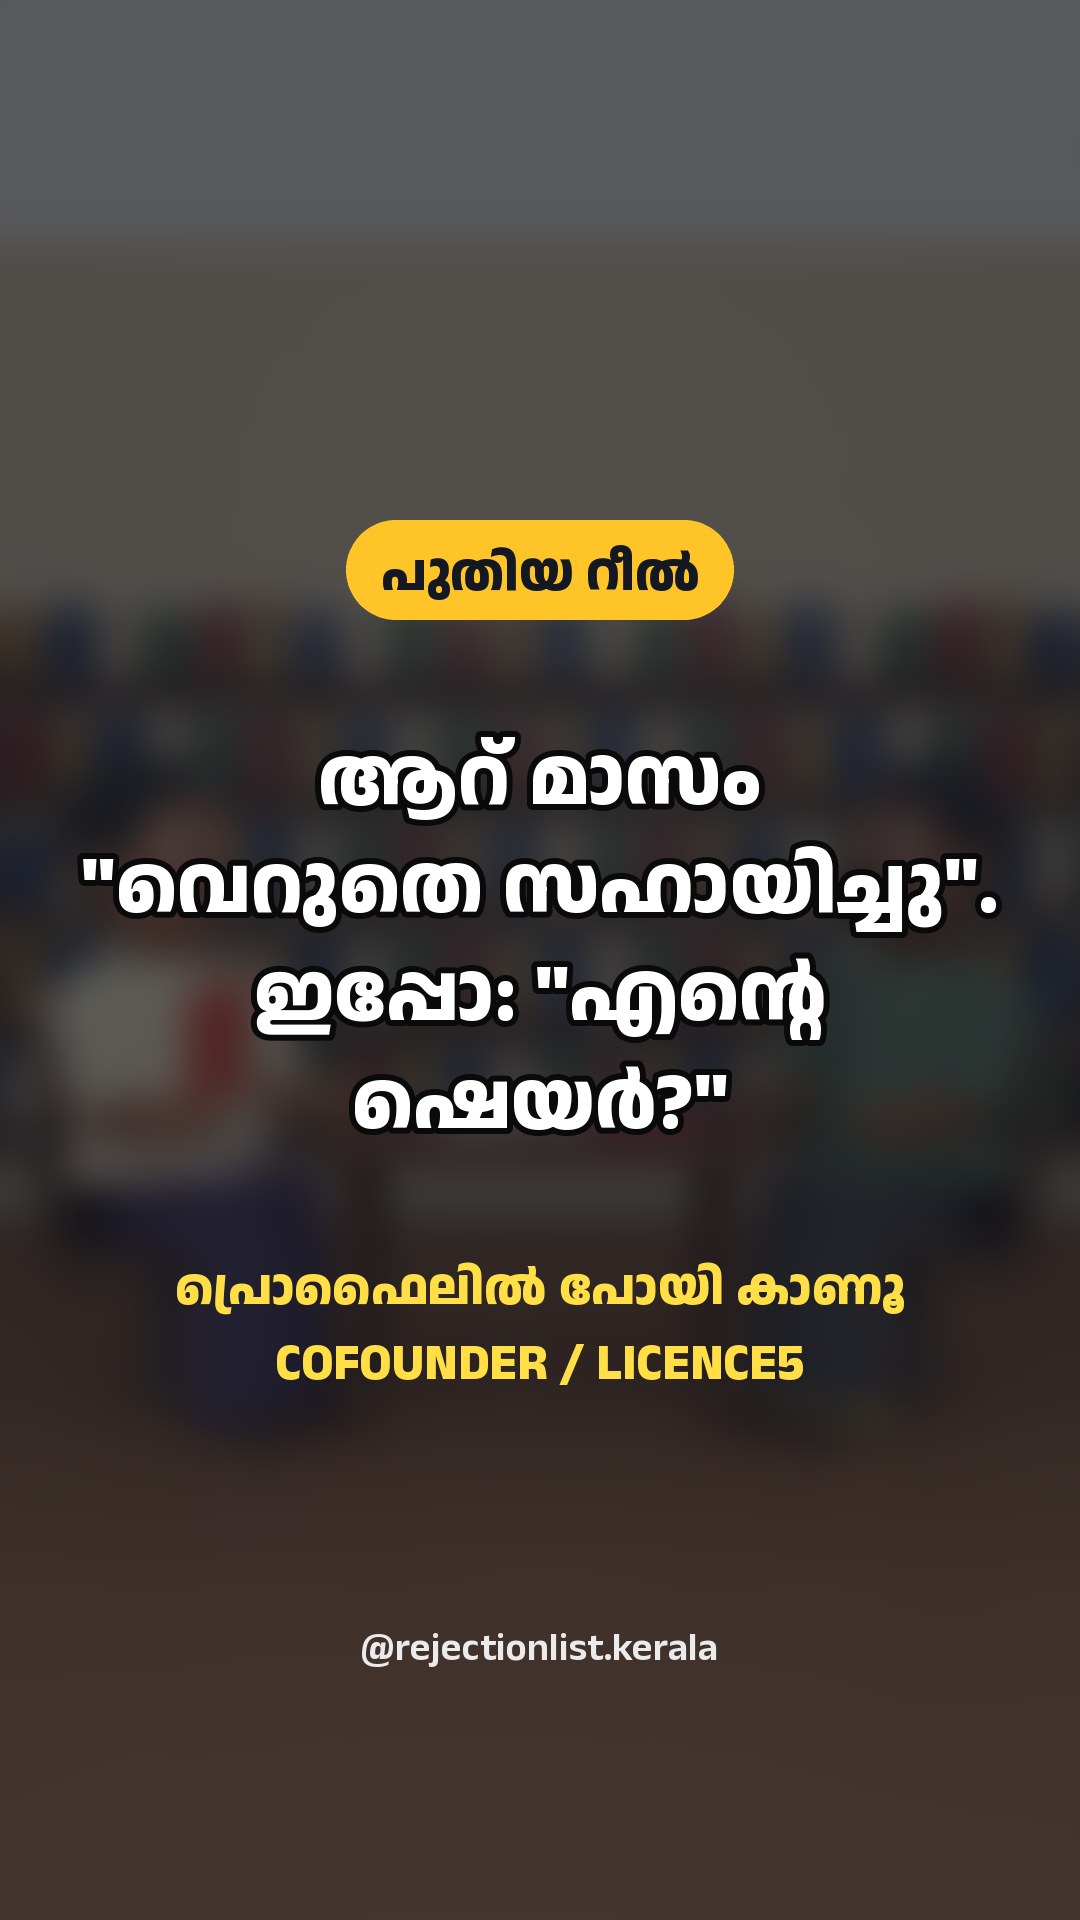 പുതിയ റീൽ
ആറ് മാസം
"വെറുതെ സഹായിച്ചു".
ഇപ്പോ: "എന്റെ
ഷെയർ?"
പ്രൊഫൈലിൽ പോയി കാണൂ
COFOUNDER / LICENCE5
@rejectionlist.kerala